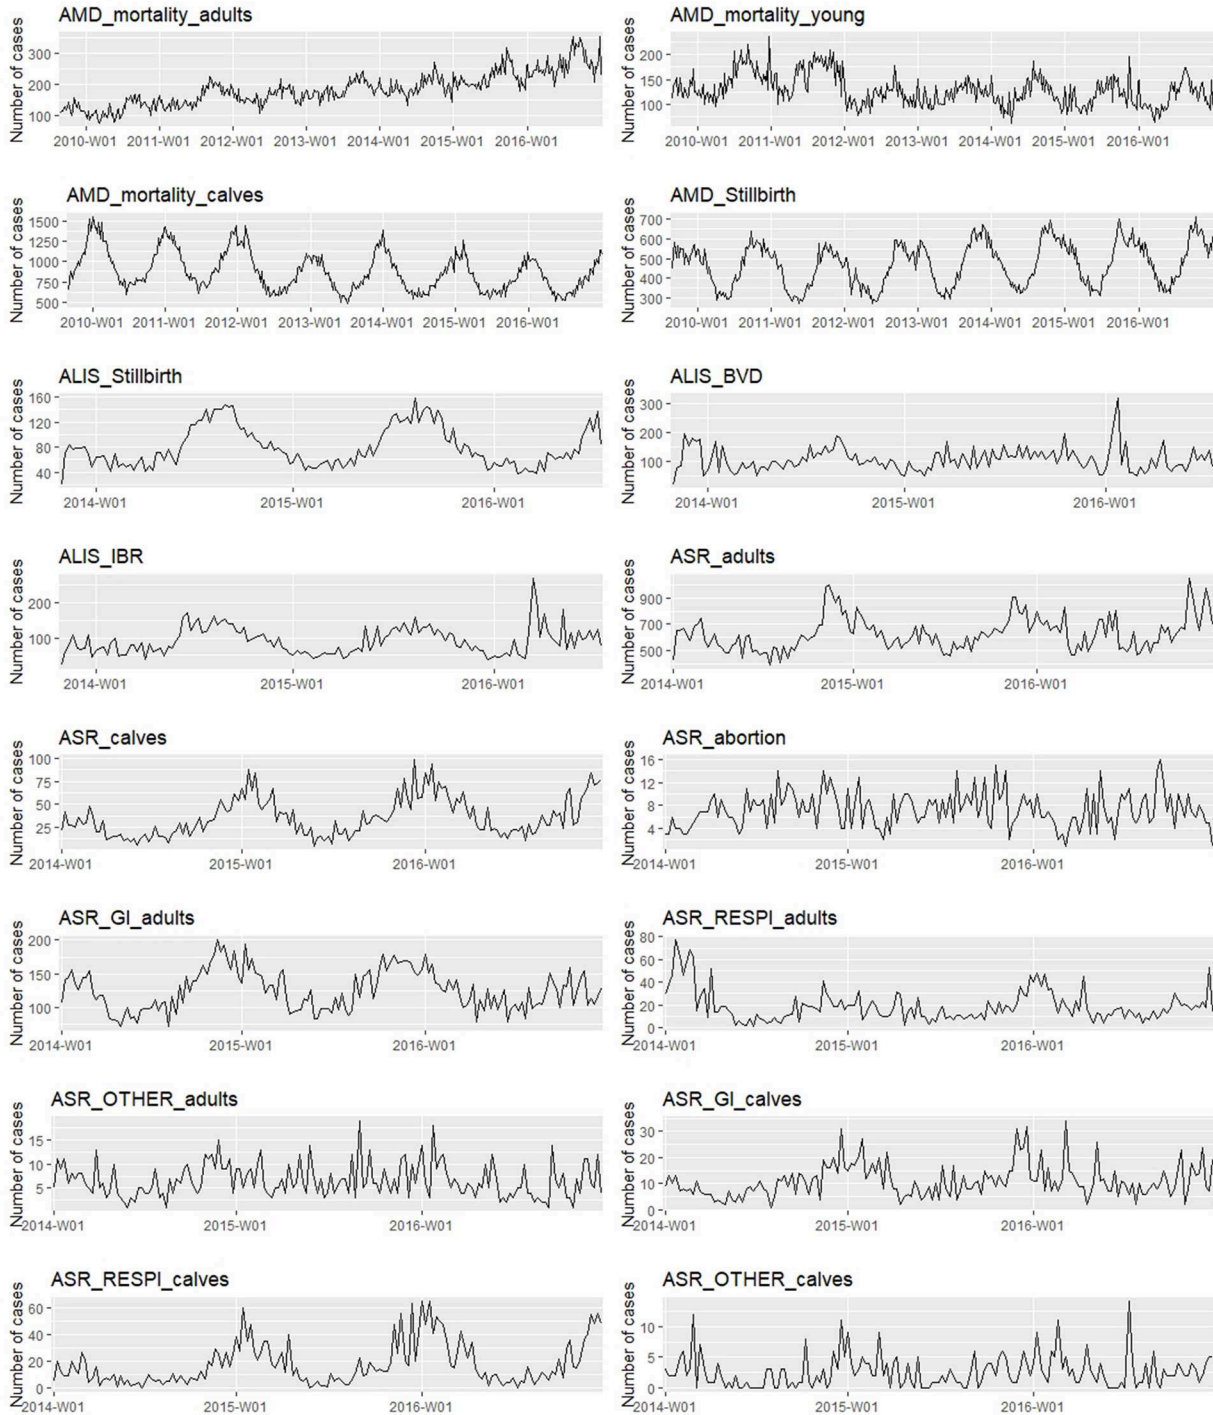 AMD_mortality_adults
Number of cases
300
200
100
2010-W01 2011-W01 2012-W01 2013-W01 2014-W01 2015-W01 2016-W01
AMD_mortality_young
Number of cases
200
150
100
2010-W01 2011-W01 2012-W01 2013-W01 2014-W01 2015-W01 2016-W01
AMD_mortality_calves
Number of cases
1500
1250
1000
750
500
2010-W01 2011-W01 2012-W01 2013-W01 2014-W01 2015-W01 2016-W01
AMD_Stillbirth
Number of cases
700
600
500
400
300
2010-W01 2011-W01 2012-W01 2013-W01 2014-W01 2015-W01 2016-W01
ALIS_Stillbirth
Number of cases
160
120
80
40
2014-W01 2015-W01 2016-W01
ALIS_BVD
Number of cases
300
200
100
2014-W01 2015-W01 2016-W01
ALIS_IBR
Number of cases
200
100
2014-W01 2015-W01 2016-W01
ASR_adults
Number of cases
900
700
500
2014-W01 2015-W01 2016-W01
ASR_calves
Number of cases
100
75
50
25
2014-W01 2015-W01 2016-W01
ASR_abortion
Number of cases
16
12
8
4
2014-W01 2015-W01 2016-W01
ASR_GI_adults
Number of cases
200
150
100
2014-W01 2015-W01 2016-W01
ASR_RESPI_adults
Number of cases
80
60
40
20
0
2014-W01 2015-W01 2016-W01
ASR_OTHER_adults
Number of cases
15
10
5
2014-W01 2015-W01 2016-W01
ASR_GI_calves
Number of cases
30
20
10
0
2014-W01 2015-W01 2016-W01
ASR_RESPI_calves
Number of cases
60
40
20
0
2014-W01 2015-W01 2016-W01
ASR_OTHER_calves
Number of cases
10
5
0
2014-W01 2015-W01 2016-W01